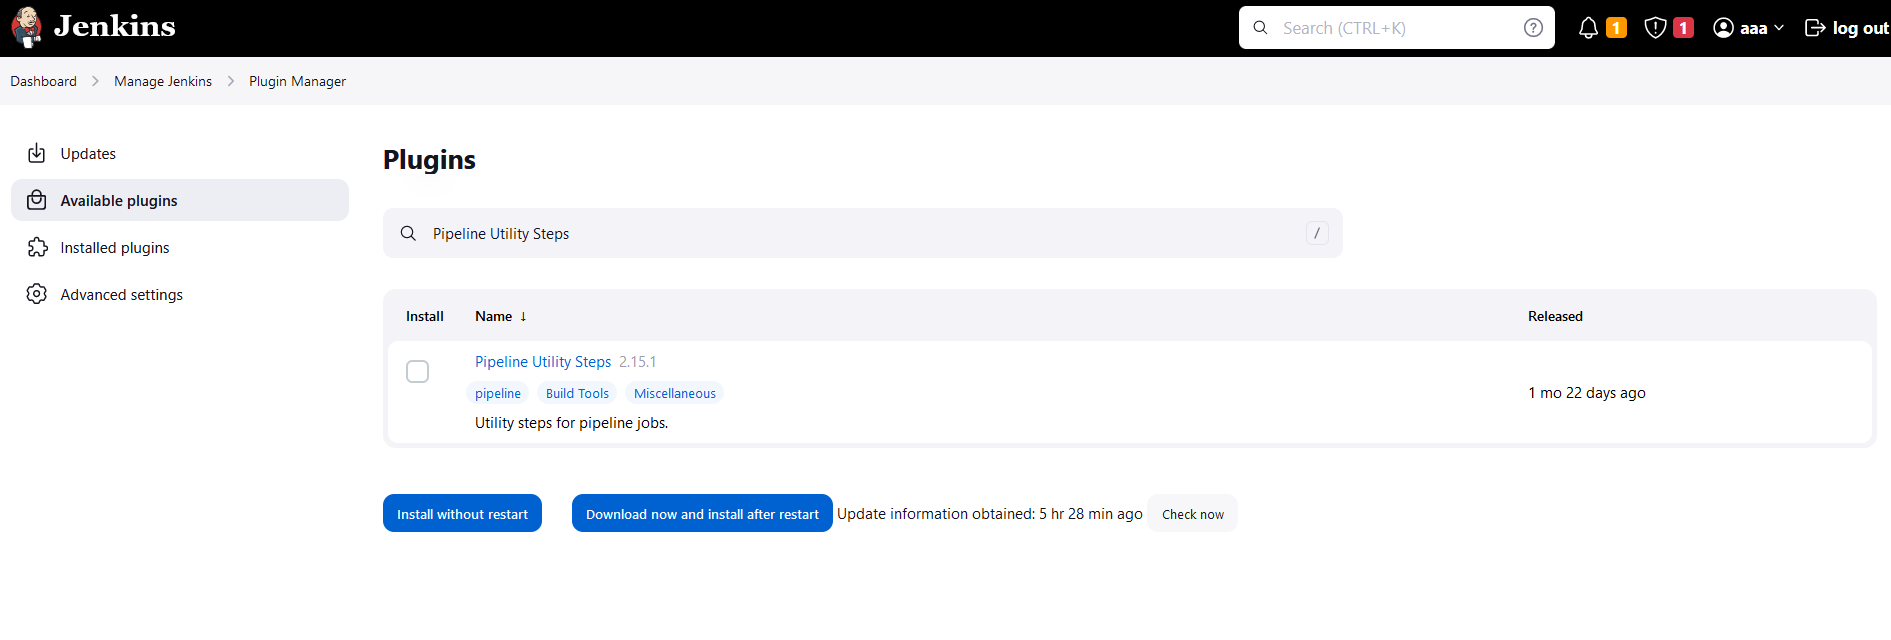 Jenkins
Search (CTRL+K) ? 1 1 aaa log out
Dashboard Manage Jenkins Plugin Manager
Updates
Available plugins
Installed plugins
Advanced settings
Plugins
Pipeline Utility Steps /
Install Name ↓ Released
Pipeline Utility Steps 2.15.1
pipeline Build Tools Miscellaneous
Utility steps for pipeline jobs.
1 mo 22 days ago
Install without restart Download now and install after restart Update information obtained: 5 hr 28 min ago Check now